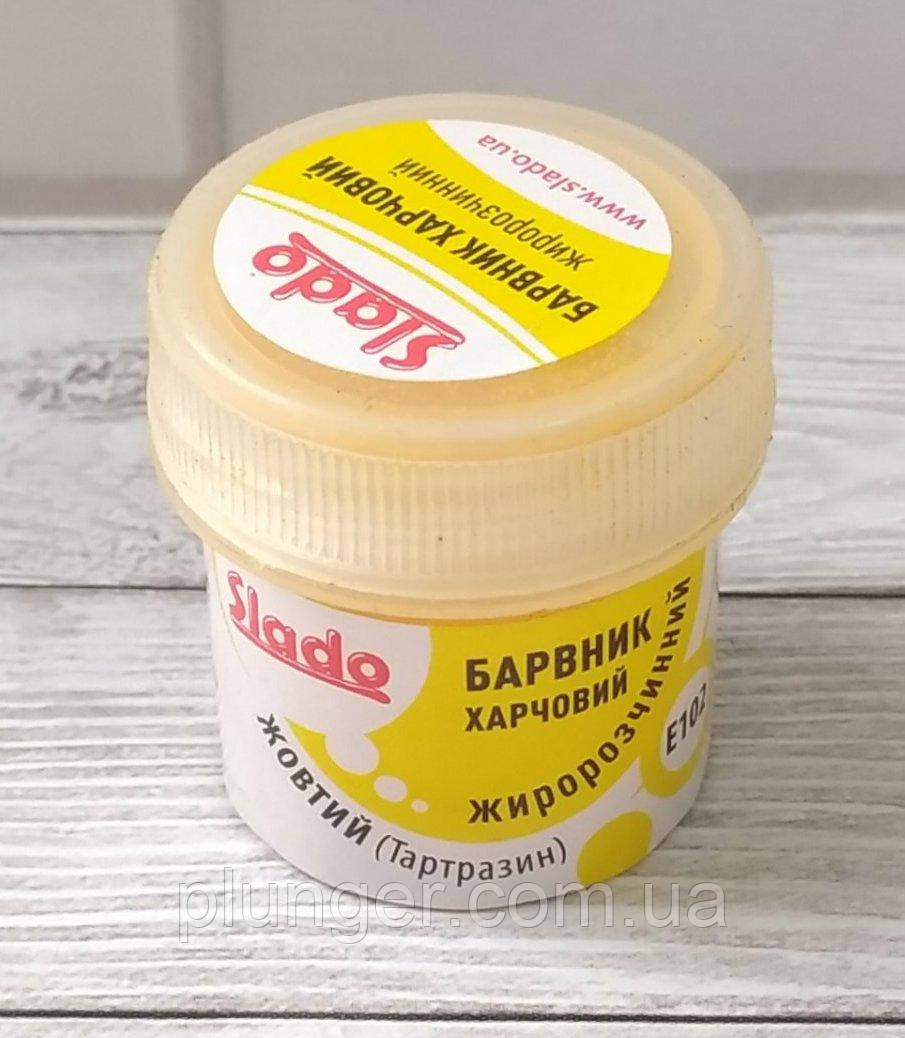 www.slado.ua
БАРВНИК ХАРЧОВИЙ
жиророзчинний
Slado
Slado
БАРВНИК
ХАРЧОВИЙ
жиророзчинний
E102
ЖОВТИЙ (Тартразин)
plunger.com.ua